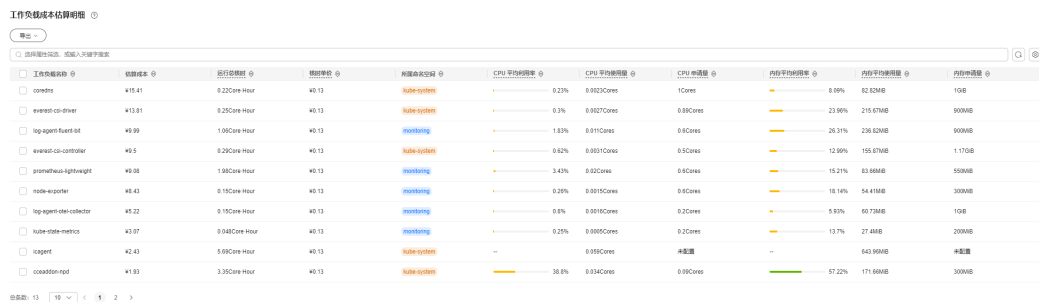 工作负载成本估算明细
导出
选择属性筛选，或输入关键字搜索
工作负载名称 估算成本 运行总核时 核时单价 所属命名空间 CPU 平均利用率 CPU 平均使用量 CPU 申请量 内存平均利用率 内存平均使用量 内存申请量
coredns ¥15.41 0.22Core·Hour ¥0.13 kube-system 0.23% 0.0023Cores 1Cores 8.09% 82.82MiB 1GiB
everest-csi-driver ¥13.81 0.25Core·Hour ¥0.13 kube-system 0.3% 0.0027Cores 0.89Cores 23.96% 215.67MiB 900MiB
log-agent-fluent-bit ¥9.99 1.06Core·Hour ¥0.13 monitoring 1.83% 0.011Cores 0.6Cores 26.31% 236.82MiB 900MiB
everest-csi-controller ¥9.5 0.29Core·Hour ¥0.13 kube-system 0.62% 0.0031Cores 0.5Cores 12.99% 155.87MiB 1.17GiB
prometheus-lightweight ¥9.08 1.98Core·Hour ¥0.13 monitoring 3.43% 0.02Cores 0.6Cores 15.21% 83.66MiB 550MiB
node-exporter ¥8.43 0.15Core·Hour ¥0.13 monitoring 0.26% 0.0015Cores 0.6Cores 18.14% 54.41MiB 300MiB
log-agent-otel-collector ¥5.22 0.15Core·Hour ¥0.13 monitoring 0.8% 0.0016Cores 0.2Cores 5.93% 60.73MiB 1GiB
kube-state-metrics ¥3.07 0.048Core·Hour ¥0.13 monitoring 0.25% 0.0005Cores 0.2Cores 13.7% 27.4MiB 200MiB
icagent ¥2.43 5.69Core·Hour ¥0.13 kube-system -- 0.059Cores 未配置 -- 643.96MiB 未配置
cceaddon-npd ¥1.93 3.35Core·Hour ¥0.13 kube-system 38.8% 0.034Cores 0.09Cores 57.22% 171.66MiB 300MiB
总条数：13 10 1 2